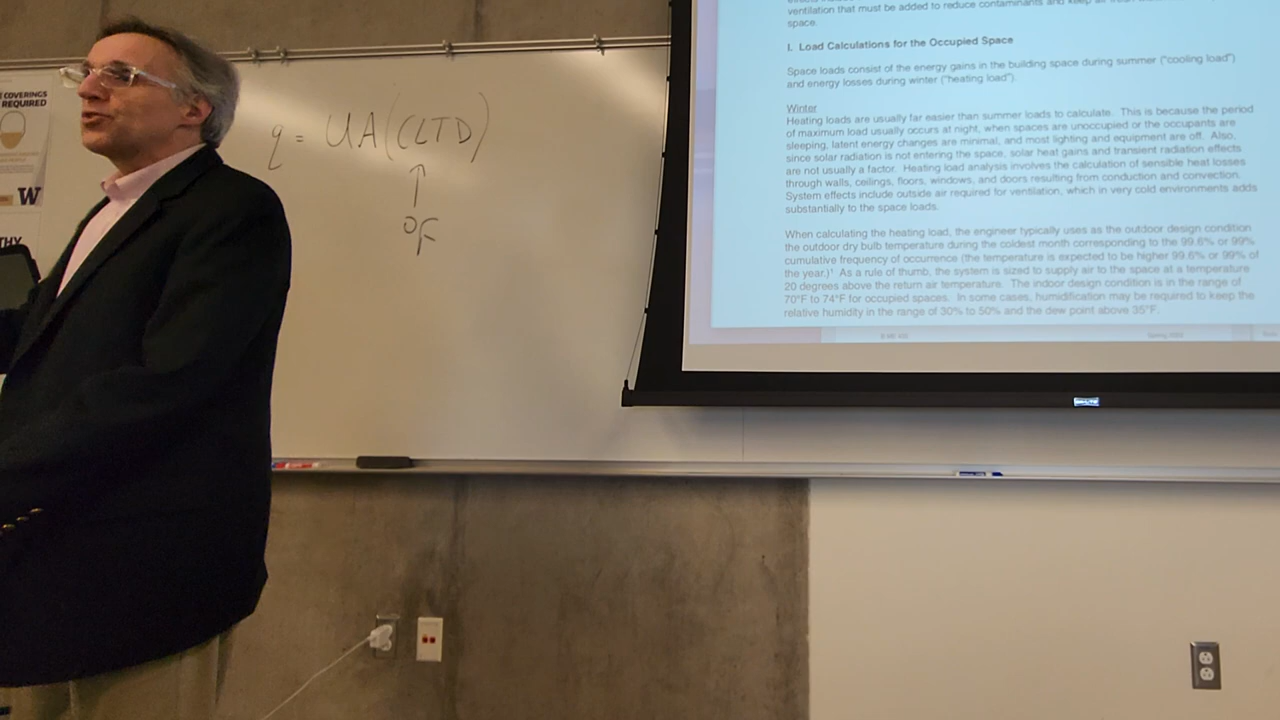 E COVERINGS
REQUIRED
W
THY
q = UA(CLTD)
↑
°F
ventilation that must be added to reduce contaminants and keep air fresh
space.
I. Load Calculations for the Occupied Space
Space loads consist of the energy gains in the building space during summer ("cooling load")
and energy losses during winter ("heating load")
Winter
Heating loads are usually far easier than summer loads to calculate. This is because the period
of maximum load usually occurs at night, when spaces are unoccupied or the occupants are
sleeping, latent energy changes are minimal, and most lighting and equipment are off. Also,
since solar radiation is not entering the space, solar heat gains and transient radiation effects
are not usually a factor. Heating load analysis involves the calculation of sensible heat losses
through walls, ceilings, floors, windows, and doors resulting from conduction and convection.
System effects include outside air required for ventilation, which in very cold environments adds
substantially to the space loads.
When calculating the heating load, the engineer typically uses as the outdoor design condition
the outdoor dry bulb temperature during the coldest month corresponding to the 99.6% or 99%
cumulative frequency of occurrence (the temperature is expected to be higher 99.6% or 99% of
the year.)¹ As a rule of thumb, the system is sized to supply air to the space at a temperature
20 degrees above the return air temperature. The indoor design condition is in the range of
70°F to 74°F for occupied spaces. In some cases, humidification may be required to keep the
relative humidity in the range of 30% to 50% and the dew point above 35°F.